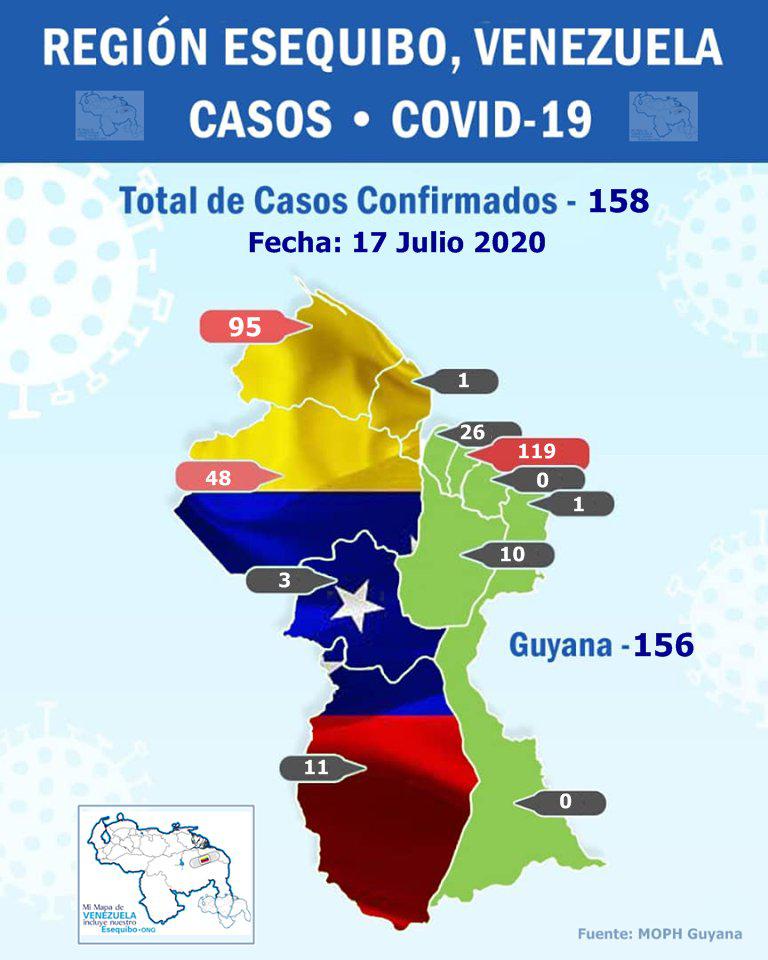 REGIÓN ESEQUIBO, VENEZUELA
CASOS • COVID-19
Total de Casos Confirmados - 158
Fecha: 17 Julio 2020
95
1
26
119
48
0
1
10
3
Guyana -156
11
0
Mi Mapa de
VENEZUELA
incluye nuestro
Esequibo-ONG
Fuente: MOPH Guyana